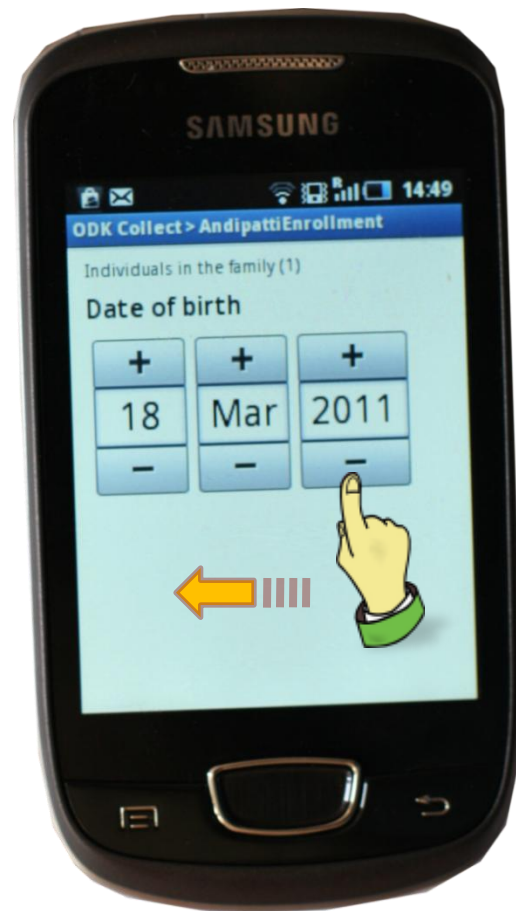 SAMSUNG
R
14:49
ODK Collect > AndipattiEnrollment
Individuals in the family (1)
Date of birth
+ + +
18 Mar 2011
− − −